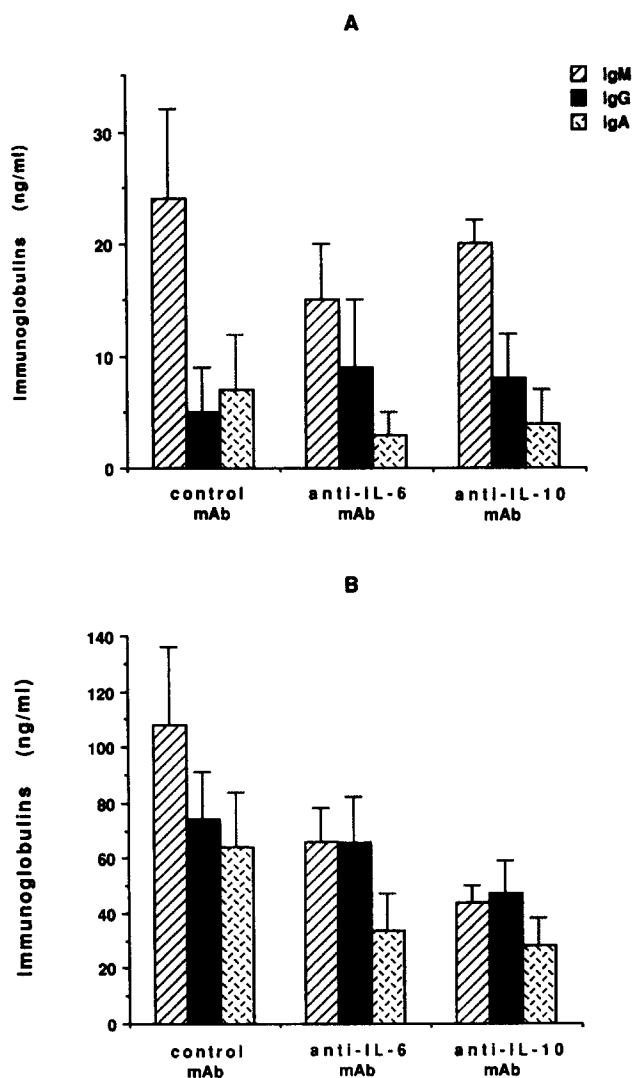 A
IgM
IgG
IgA
Immunoglobulins (ng/ml)
30
20
10
0
control mAb
anti-IL-6 mAb
anti-IL-10 mAb
B
Immunoglobulins (ng/ml)
140
120
100
80
60
40
20
0
control mAb
anti-IL-6 mAb
anti-IL-10 mAb